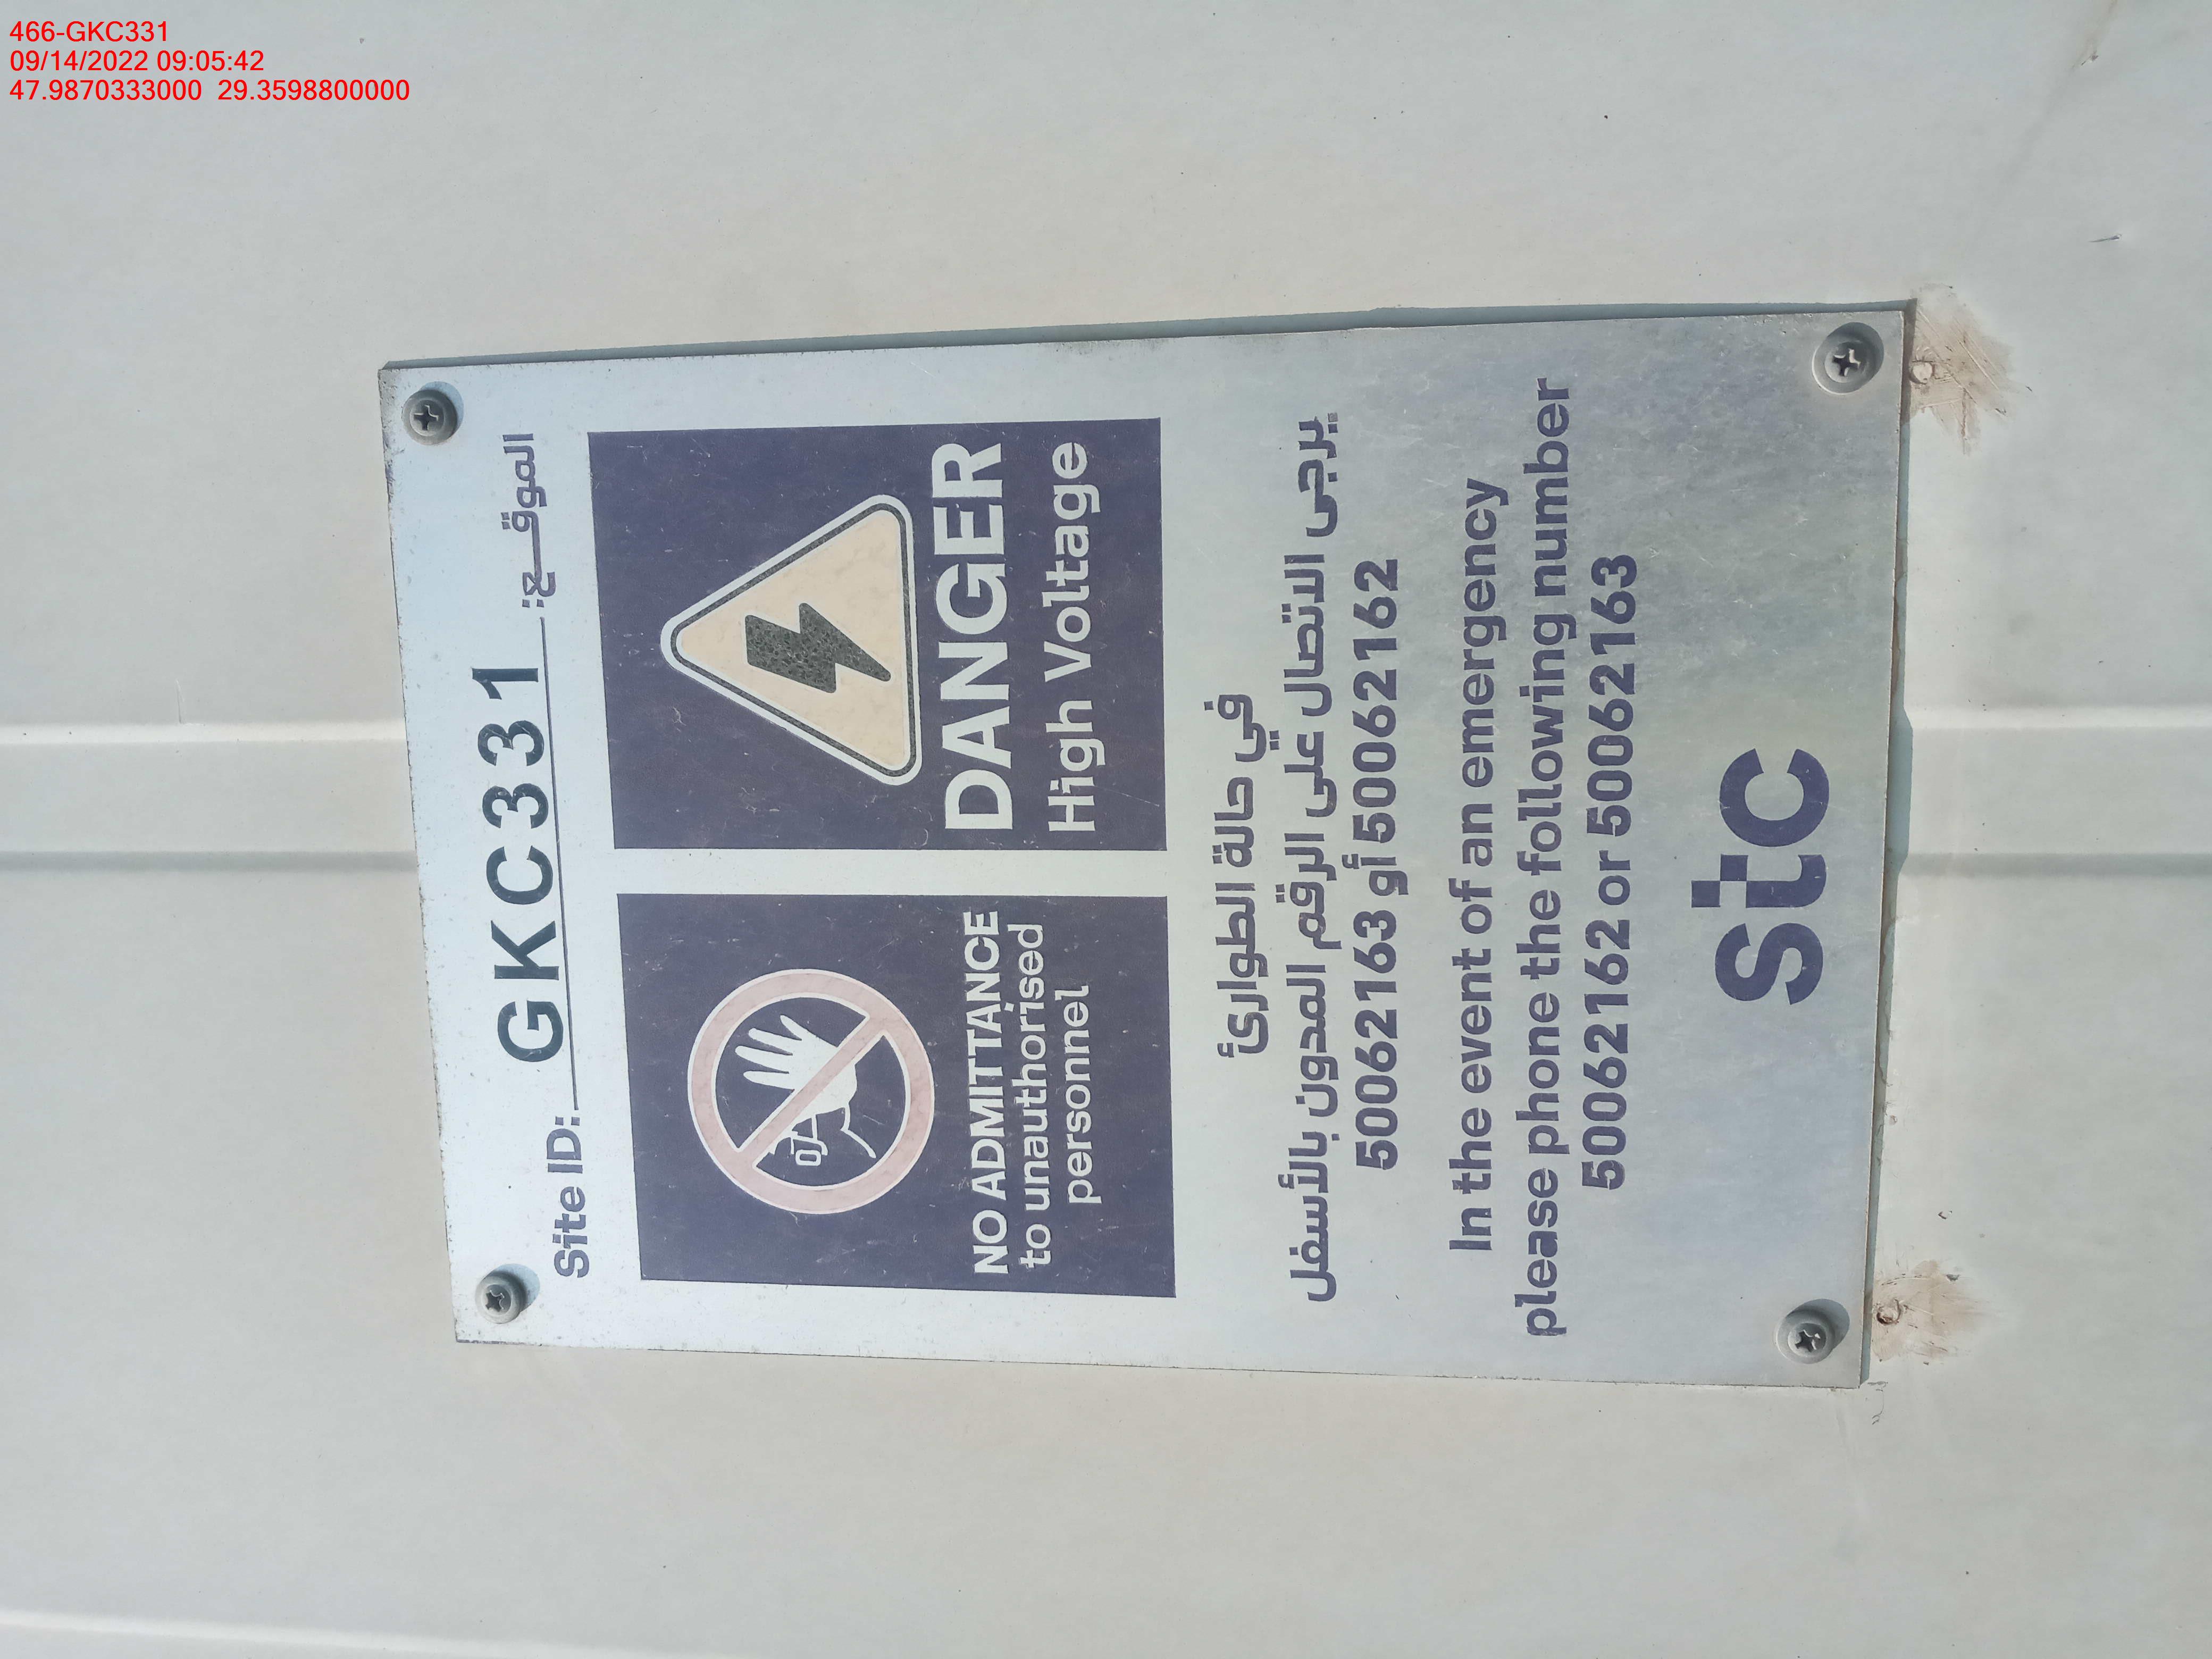 466-GKC331
09/14/2022 09:05:42
47.9870333000 29.3598800000
Site ID: GKC331 الموقـــع:
NO ADMITTANCE
to unauthorised
personnel
DANGER
High Voltage
في حالة الطوارئ
يرجى الاتصال على الرقم المدون بالأسفل
50062162 أو 50062163
In the event of an emergency
please phone the following number
50062162 or 50062163
stc